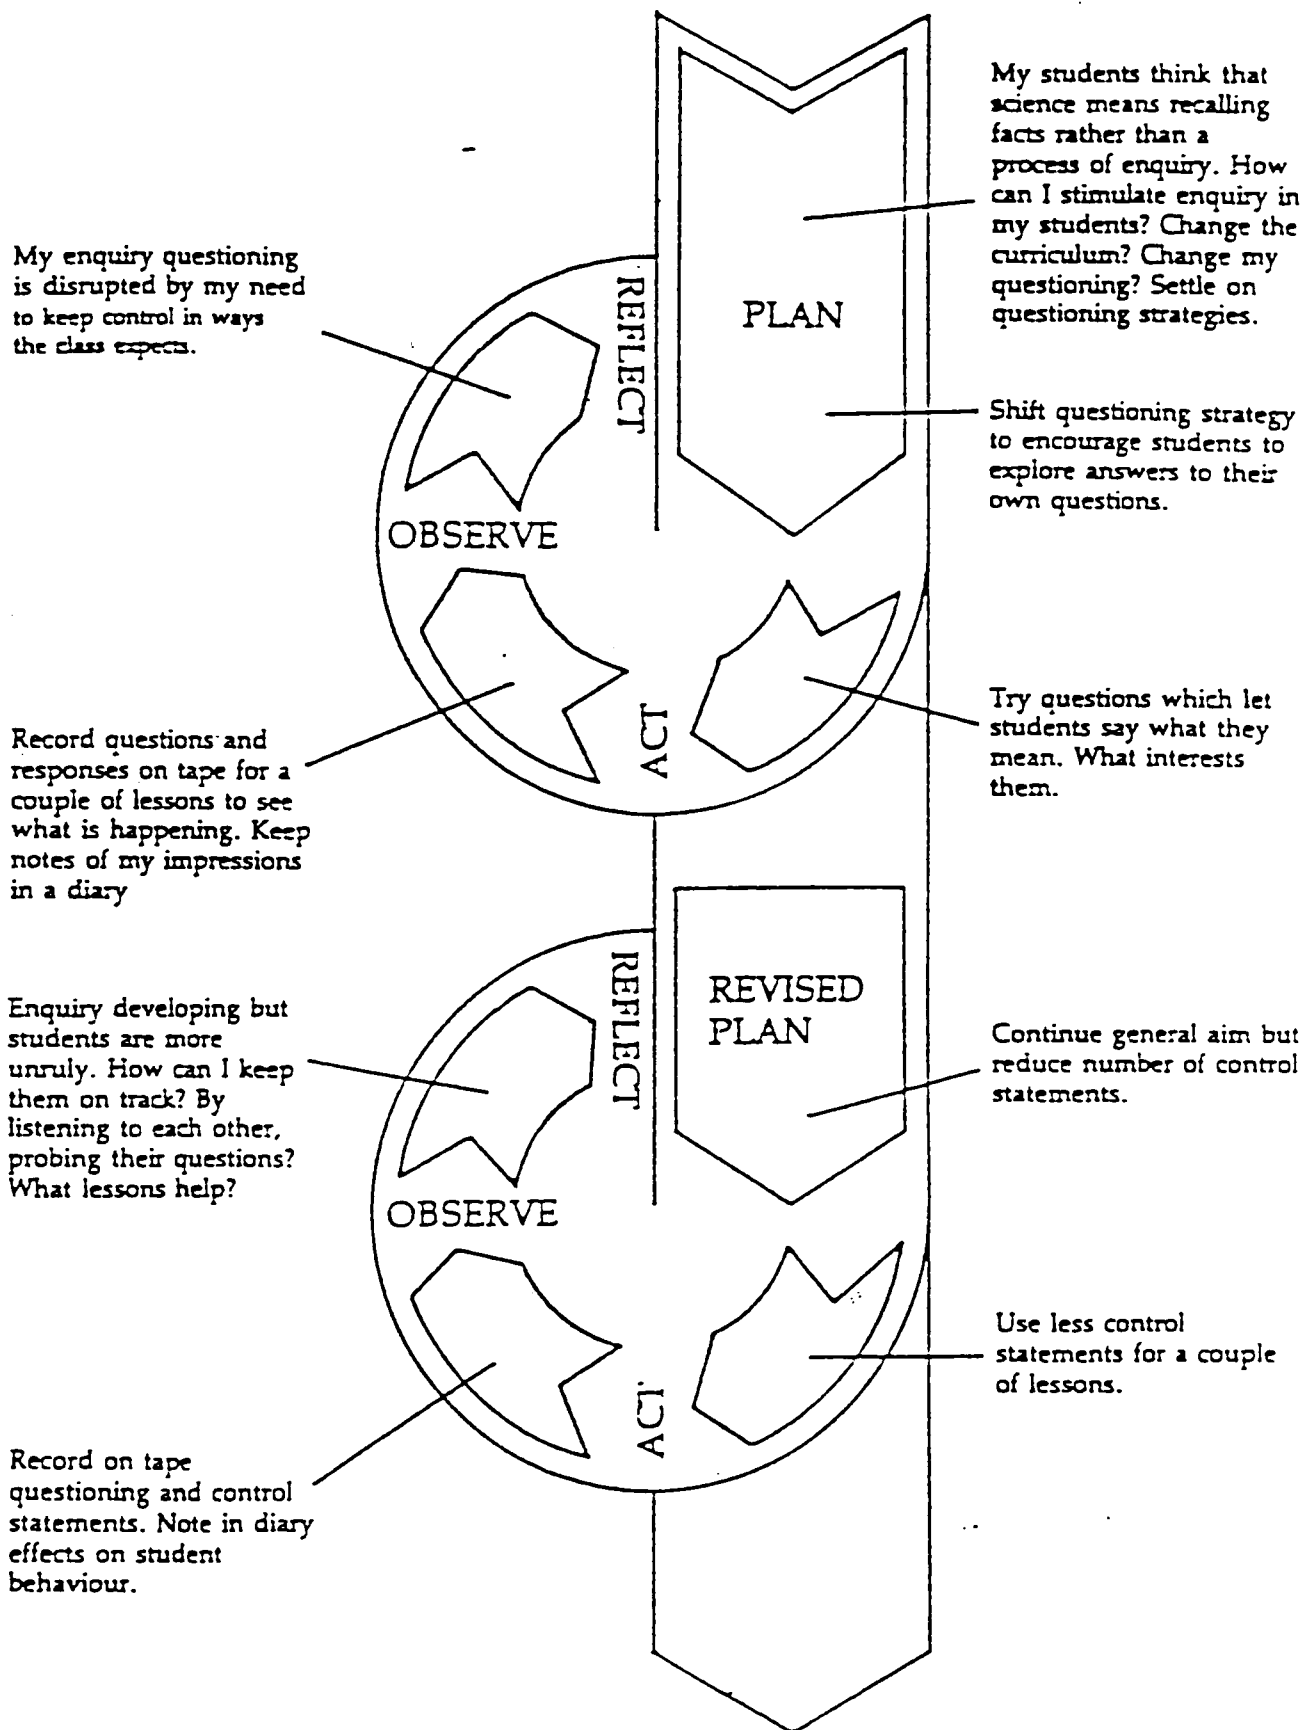 My students think that
science means recalling
facts rather than a
process of enquiry. How
can I stimulate enquiry in
my students? Change the
curriculum? Change my
questioning? Settle on
questioning strategies.
PLAN
Shift questioning strategy
to encourage students to
explore answers to their
own questions.
Try questions which let
students say what they
mean. What interests
them.
ACT
Record questions and
responses on tape for a
couple of lessons to see
what is happening. Keep
notes of my impressions
in a diary
OBSERVE
My enquiry questioning
is disrupted by my need
to keep control in ways
the class expects.
REFLECT
REVISED
PLAN
Continue general aim but
reduce number of control
statements.
Use less control
statements for a couple
of lessons.
ACT
Record on tape
questioning and control
statements. Note in diary
effects on student
behaviour.
OBSERVE
Enquiry developing but
students are more
unruly. How can I keep
them on track? By
listening to each other,
probing their questions?
What lessons help?
REFLECT